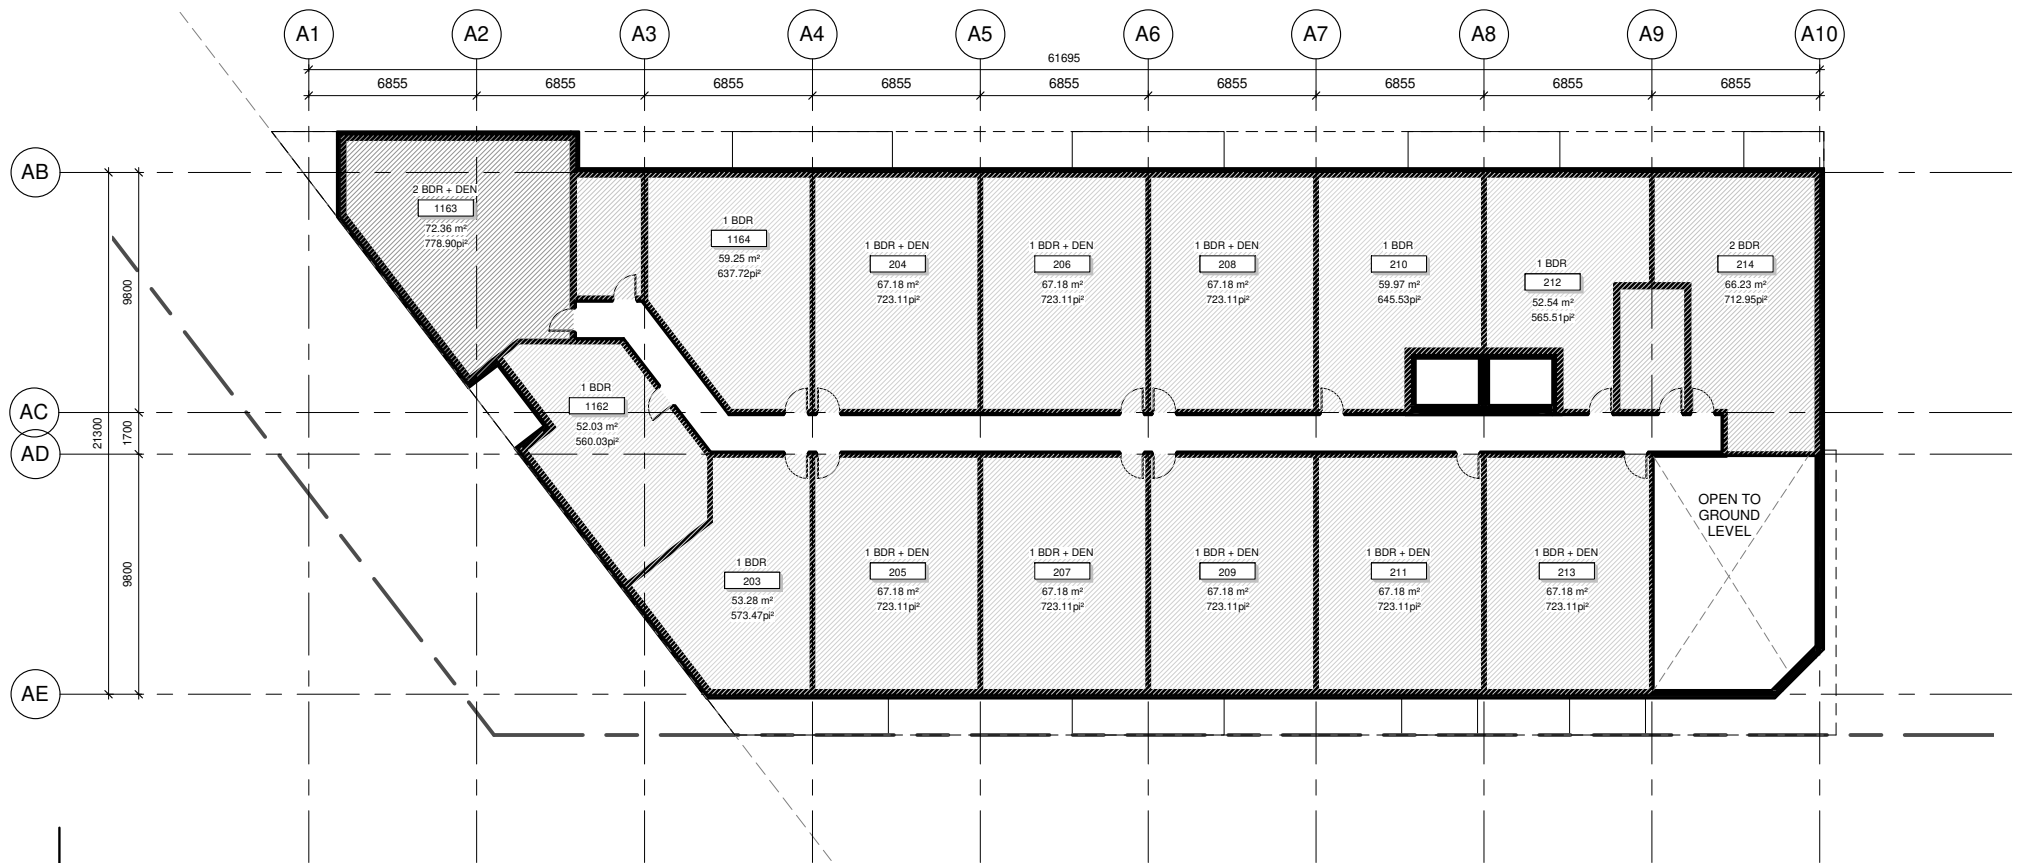 A1 A2 A3 A4 A5 A6 A7 A8 A9 A10
61695
6855 6855 6855 6855 6855 6855 6855 6855 6855
AB
AC
AD
AE
21300
9800
1700
9800
2 BDR + DEN
1163
72.36 m²
778.90pi²
1 BDR
1164
59.25 m²
637.72pi²
1 BDR + DEN
204
67.18 m²
723.11pi²
1 BDR + DEN
206
67.18 m²
723.11pi²
1 BDR + DEN
208
67.18 m²
723.11pi²
1 BDR
210
59.97 m²
645.53pi²
1 BDR
212
52.54 m²
565.51pi²
2 BDR
214
66.23 m²
712.95pi²
1 BDR
1162
52.03 m²
560.03pi²
1 BDR
203
53.28 m²
573.47pi²
1 BDR + DEN
205
67.18 m²
723.11pi²
1 BDR + DEN
207
67.18 m²
723.11pi²
1 BDR + DEN
209
67.18 m²
723.11pi²
1 BDR + DEN
211
67.18 m²
723.11pi²
1 BDR + DEN
213
67.18 m²
723.11pi²
OPEN TO
GROUND
LEVEL